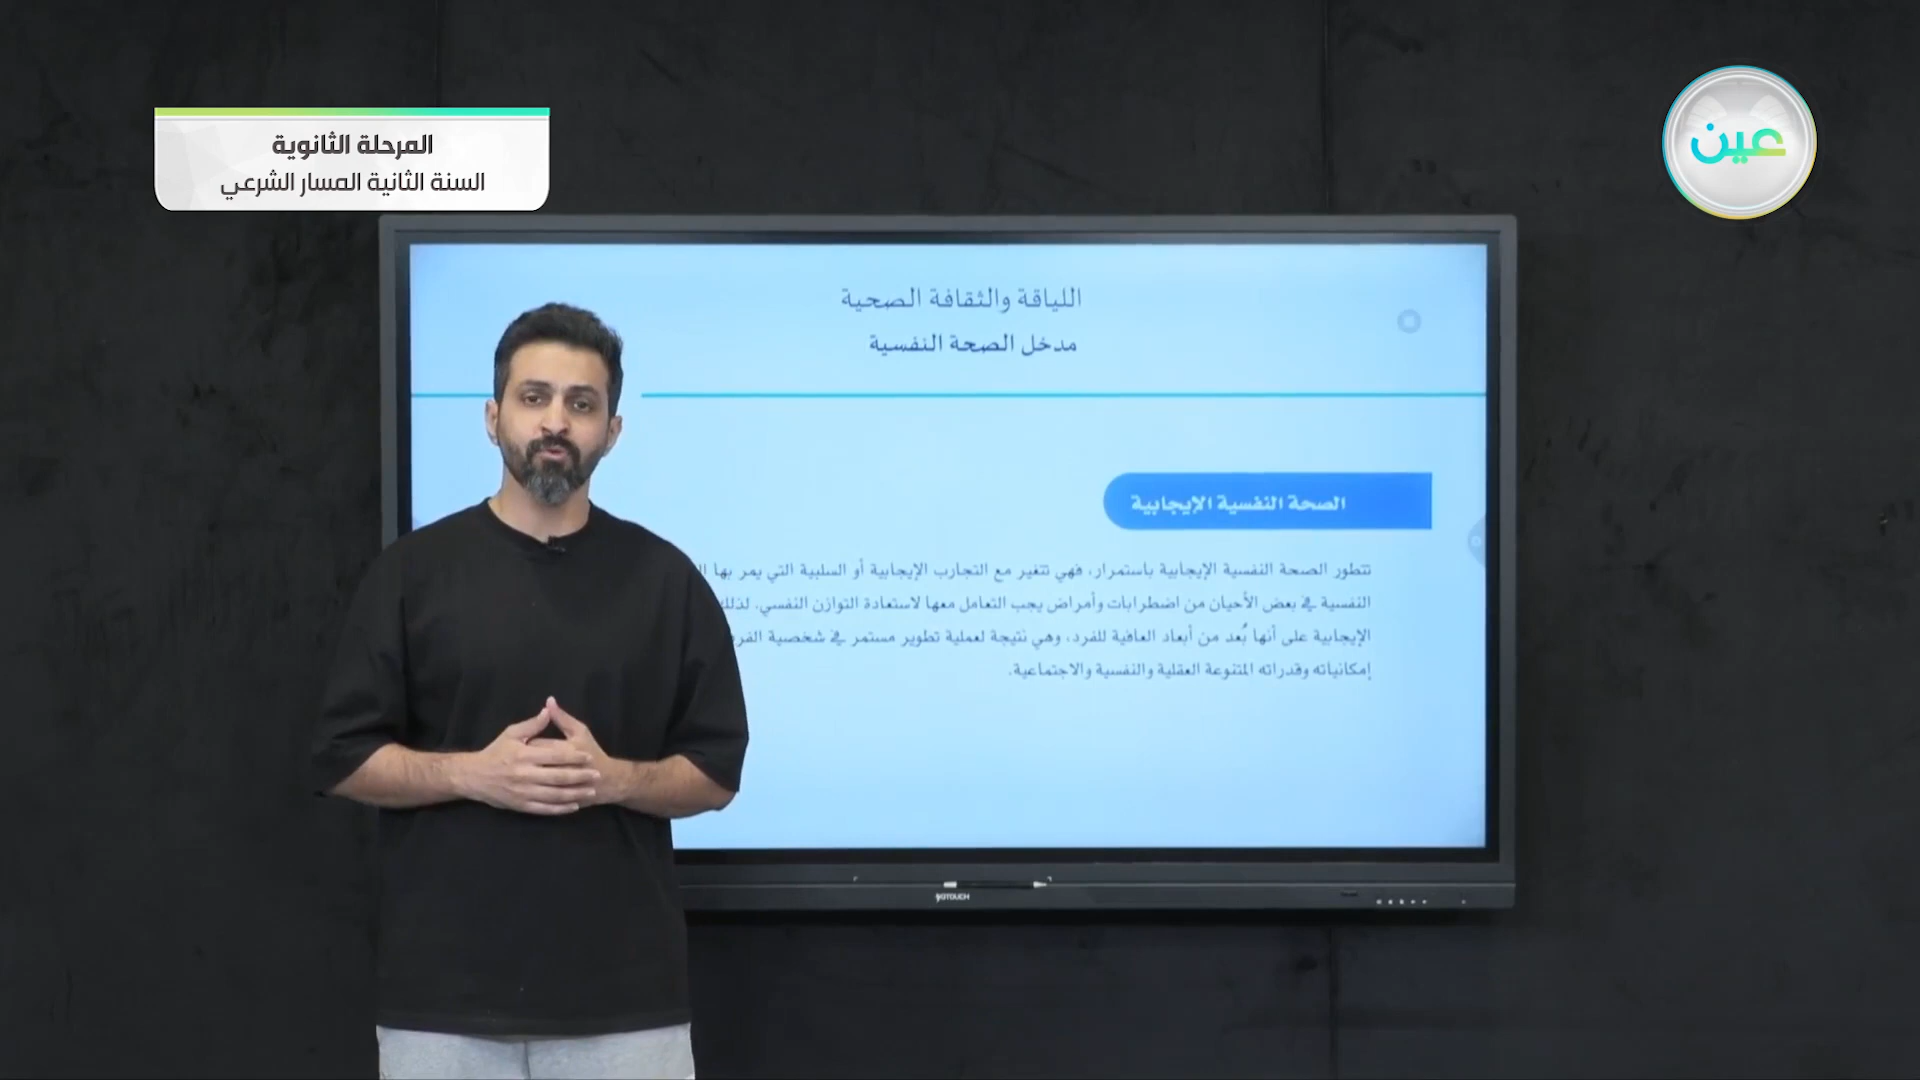 المرحلة الثانوية
السنة الثانية المسار الشرعي
عين
اللياقة والثقافة الصحية
مدخل الصحة النفسية
الصحة النفسية الإيجابية
تتطور الصحة النفسية الإيجابية باستمرار، فهي تتغير مع التجارب الإيجابية أو السلبية التي يمر بها
النفسية في بعض الأحيان من اضطرابات وأمراض يجب التعامل معها لاستعادة التوازن النفسي. لذلك
الإيجابية على أنها بُعد من أبعاد العافية للفرد، وهي نتيجة لعملية تطوير مستمر في شخصية الفرد
إمكانياته وقدراته المتنوعة العقلية والنفسية والاجتماعية.